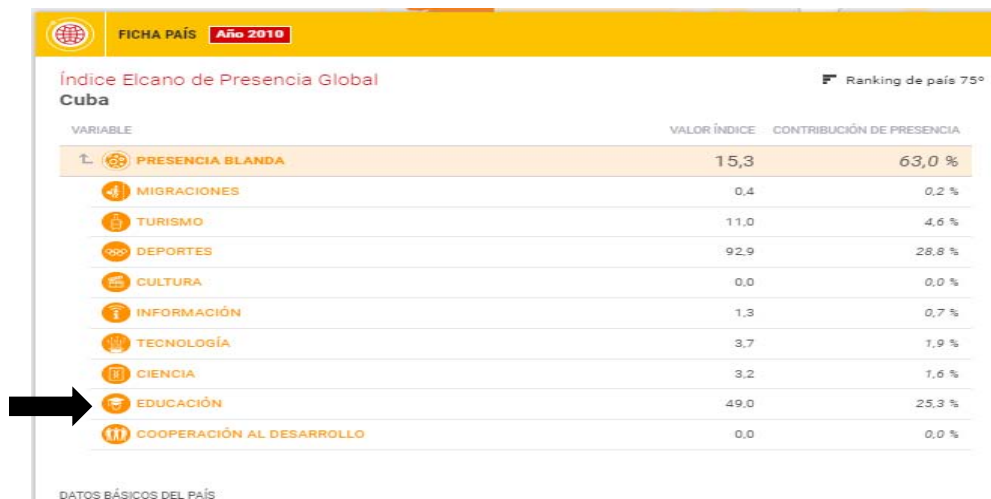 FICHA PAÍS Año 2010
Índice Elcano de Presencia Global Ranking de país 75º
Cuba
VARIABLE VALOR ÍNDICE CONTRIBUCIÓN DE PRESENCIA
PRESENCIA BLANDA 15,3 63,0 %
MIGRACIONES 0,4 0,2 %
TURISMO 11,0 4,6 %
DEPORTES 92,9 28,8 %
CULTURA 0,0 0,0 %
INFORMACIÓN 1,3 0,7 %
TECNOLOGÍA 3,7 1,9 %
CIENCIA 3,2 1,6 %
EDUCACIÓN 49,0 25,3 %
COOPERACIÓN AL DESARROLLO 0,0 0,0 %
DATOS BÁSICOS DEL PAÍS